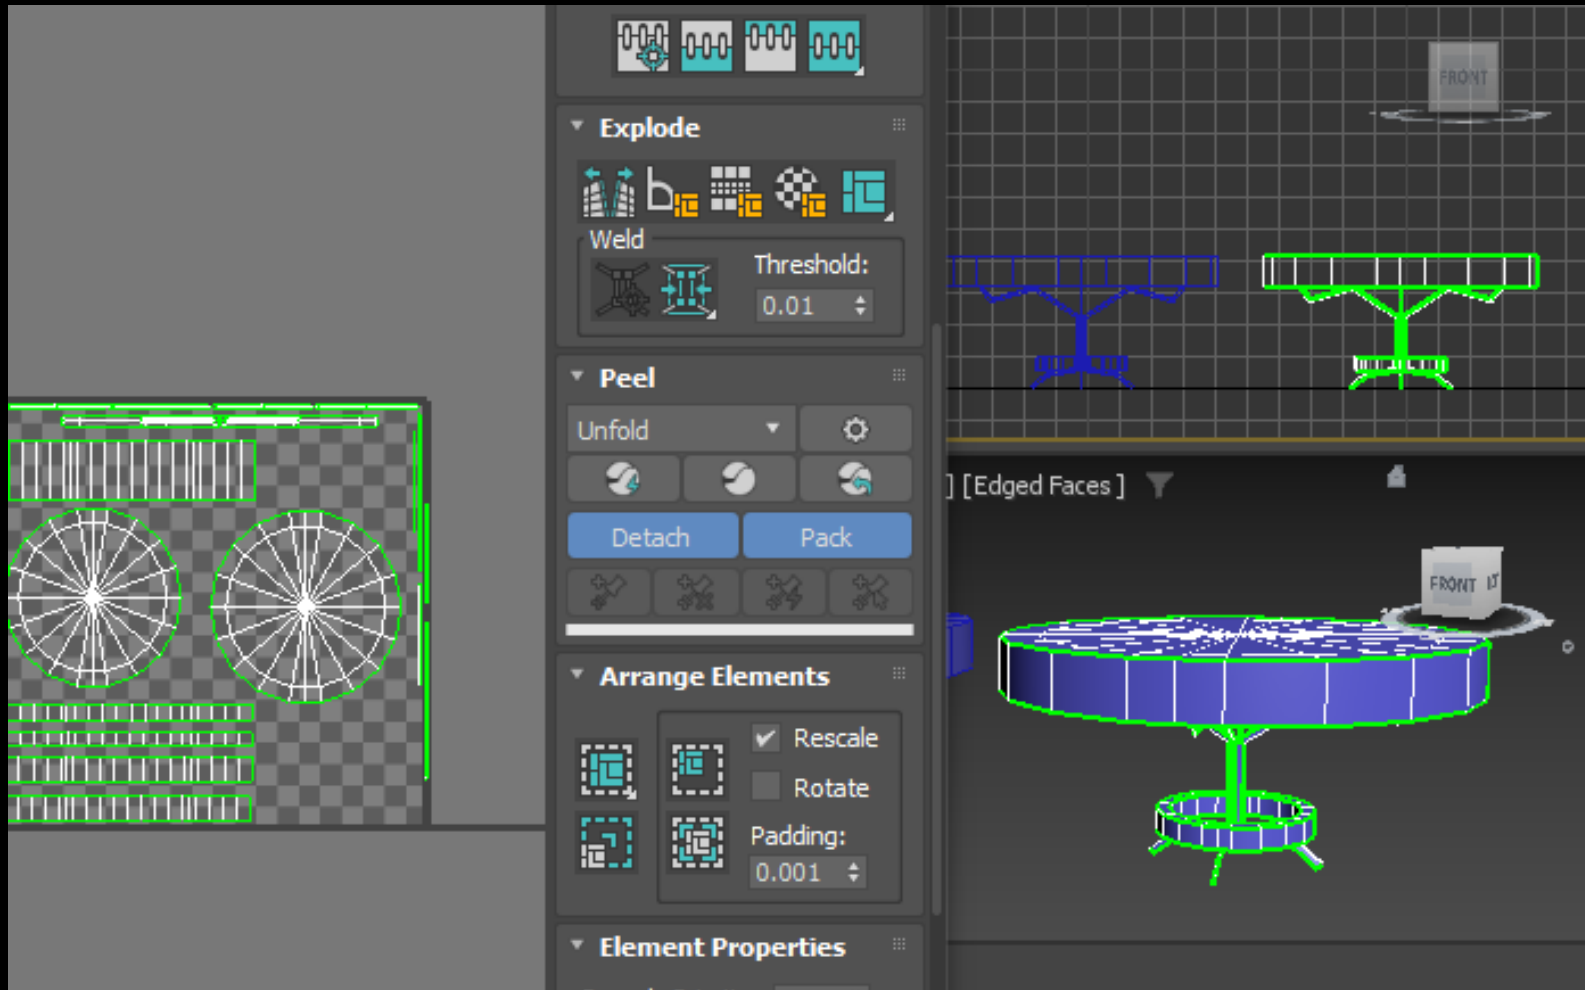 FRONT
Explode
Weld
Threshold:
0.01
Peel
Unfold
] [Edged Faces ]
Detach
Pack
FRONT
Arrange Elements
Rescale
Rotate
Padding:
0.001
Element Properties